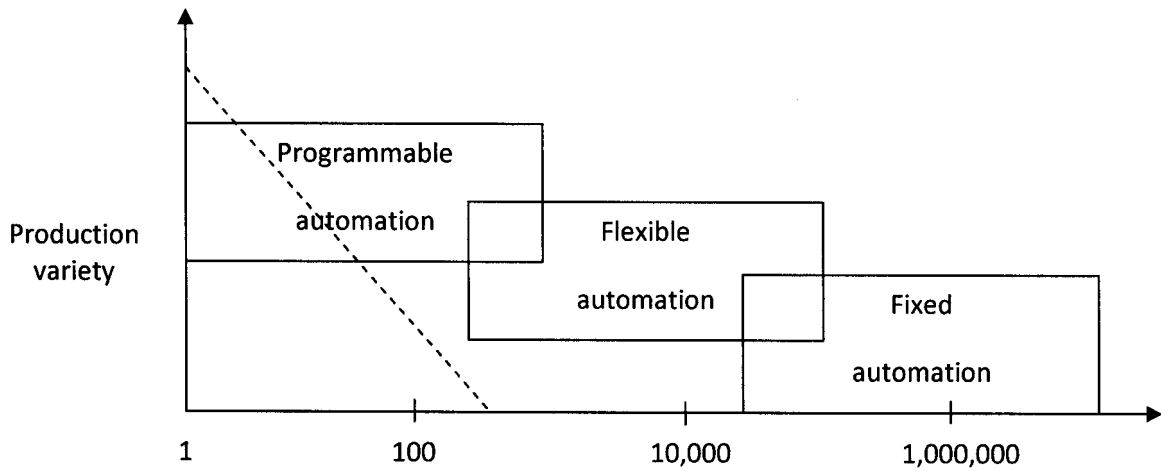 Programmable
automation
Production
variety
Flexible
automation
Fixed
automation
1
100
10,000
1,000,000